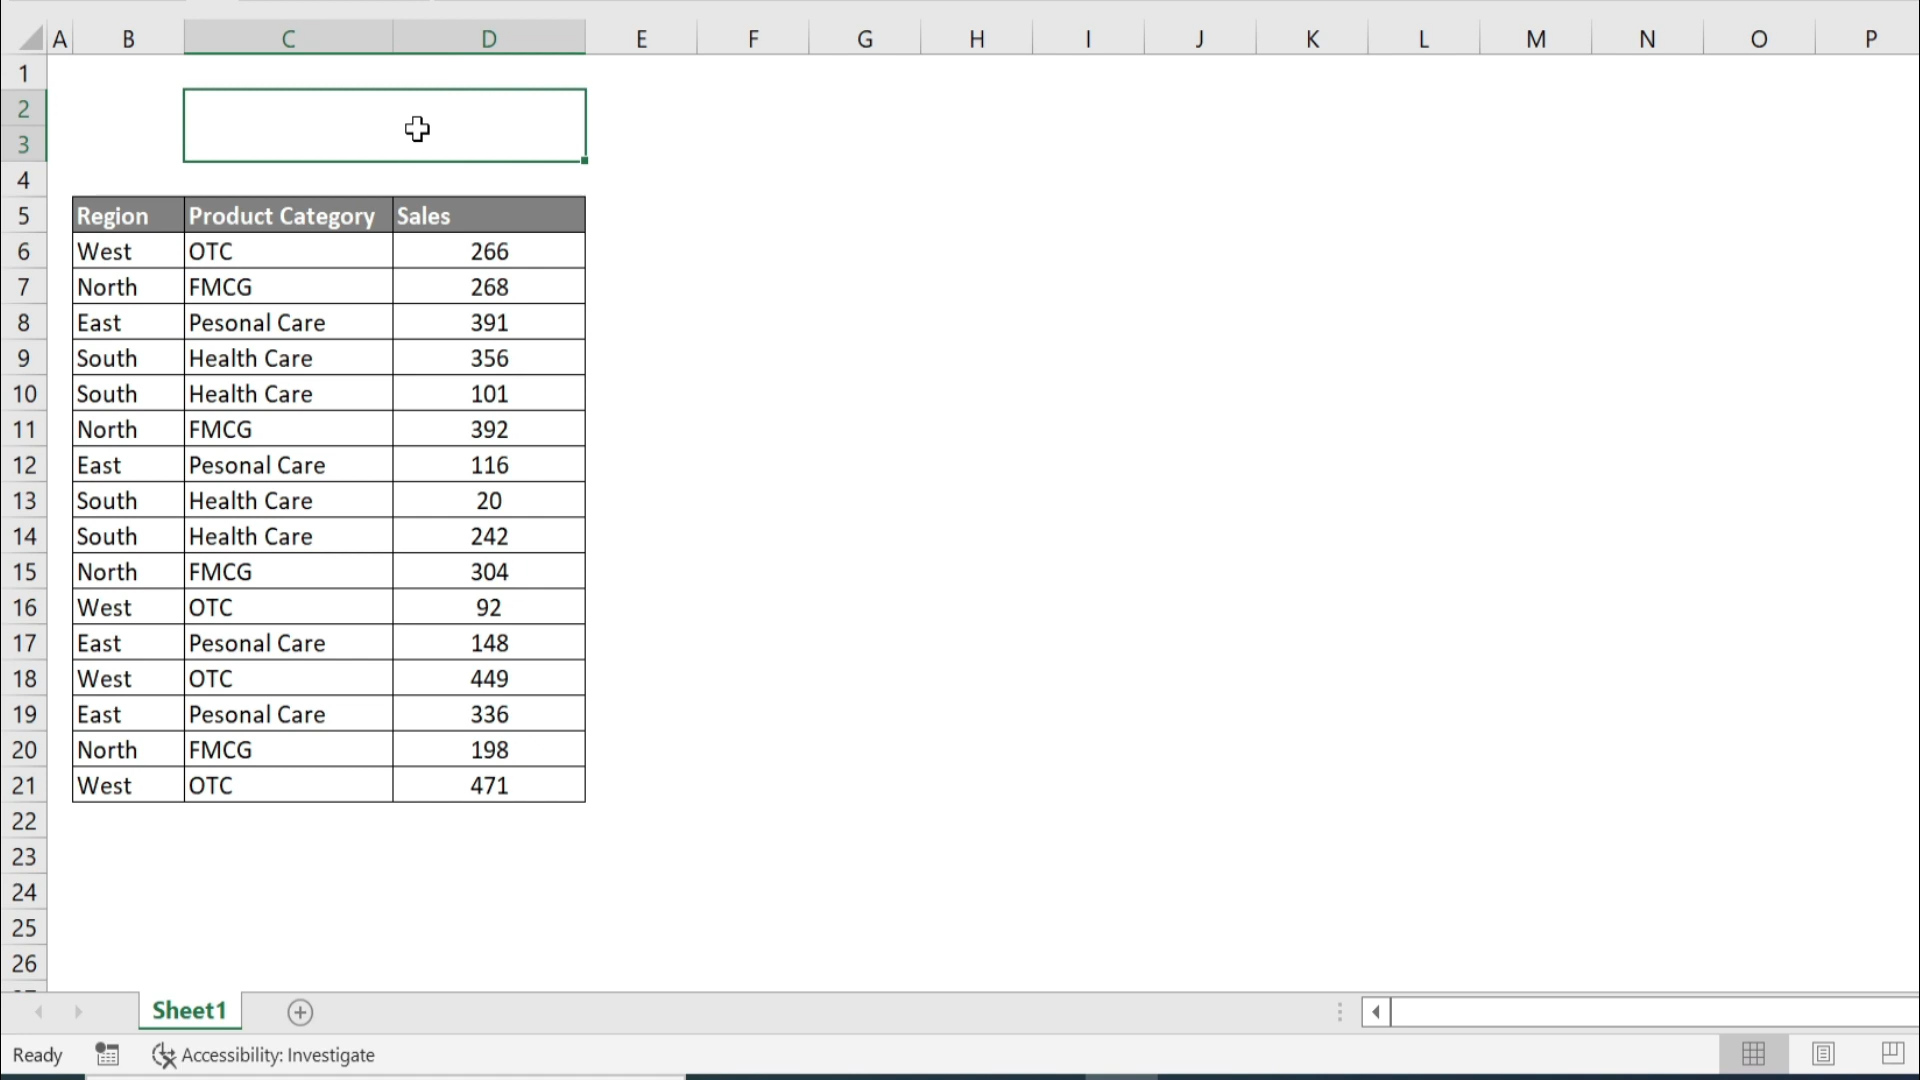 A B C D E F G H I J K L M N O P
1
2
3
4
5 Region Product Category Sales
6 West OTC 266
7 North FMCG 268
8 East Pesonal Care 391
9 South Health Care 356
10 South Health Care 101
11 North FMCG 392
12 East Pesonal Care 116
13 South Health Care 20
14 South Health Care 242
15 North FMCG 304
16 West OTC 92
17 East Pesonal Care 148
18 West OTC 449
19 East Pesonal Care 336
20 North FMCG 198
21 West OTC 471
22
23
24
25
26
Sheet1
Ready Accessibility: Investigate